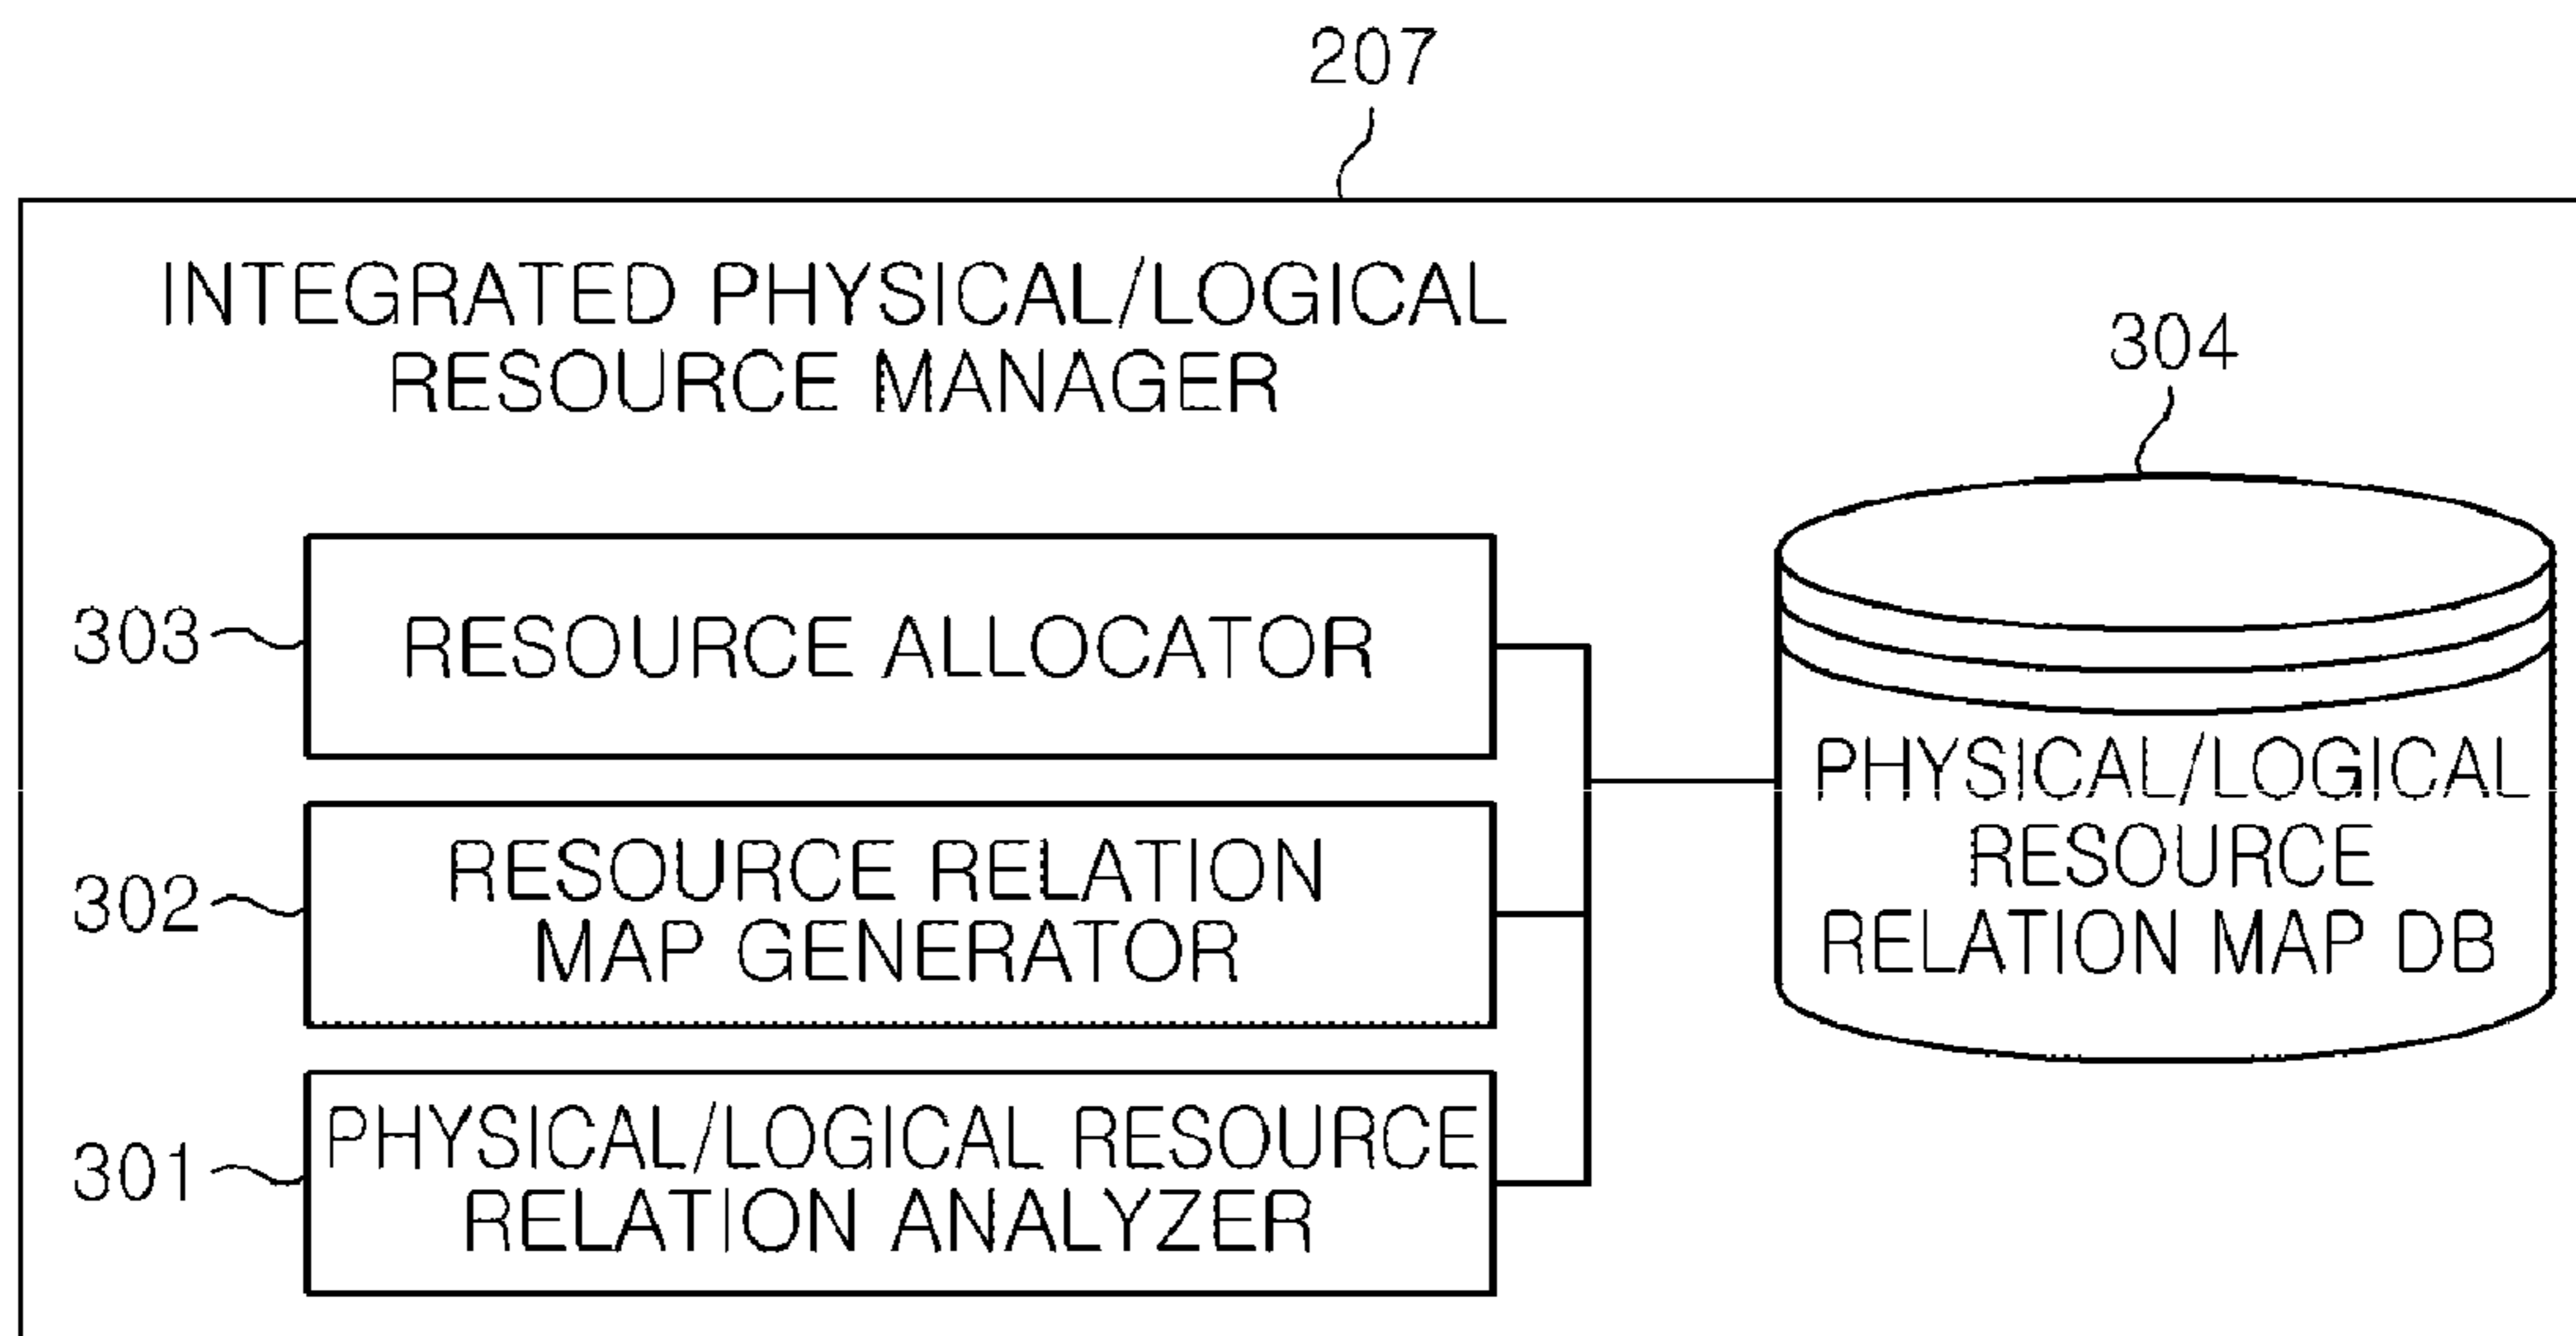 207
INTEGRATED PHYSICAL/LOGICAL
RESOURCE MANAGER
304
303
RESOURCE ALLOCATOR
302
RESOURCE RELATION
MAP GENERATOR
301
PHYSICAL/LOGICAL RESOURCE
RELATION ANALYZER
PHYSICAL/LOGICAL
RESOURCE
RELATION MAP DB